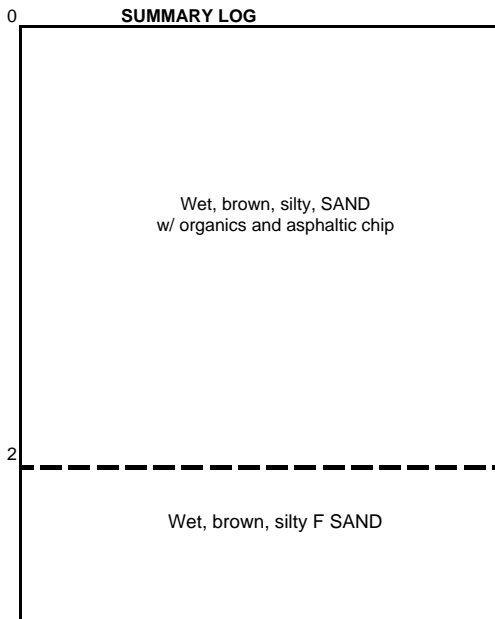 0 SUMMARY LOG
Wet, brown, silty, SAND
w/ organics and asphaltic chip
2
Wet, brown, silty F SAND